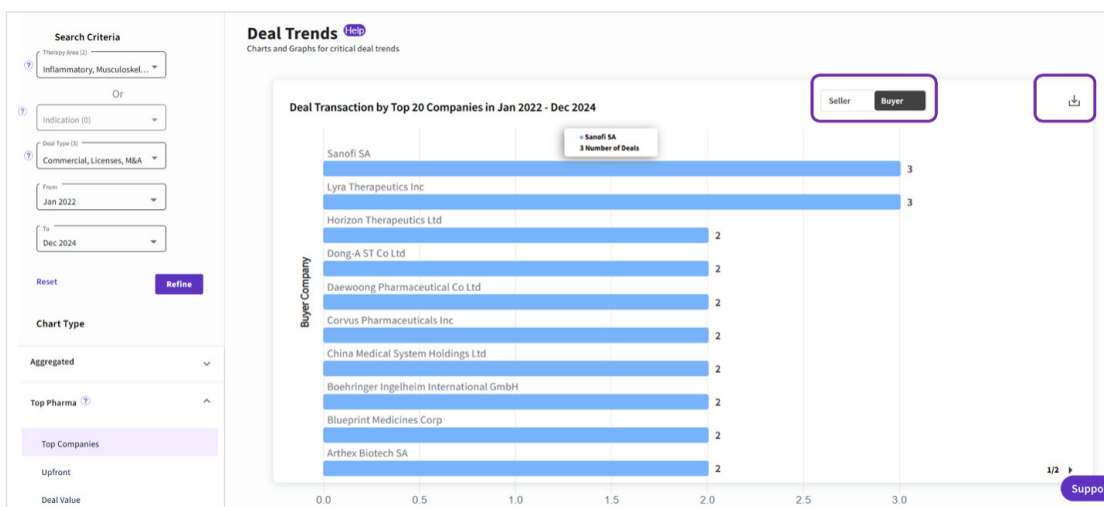 Search Criteria
Therapy Area (2)
Inflammatory, Musculoskel...
Or
Indication (0)
Deal Type (3)
Commercial, Licenses, M&A
From
Jan 2022
To
Dec 2024
Reset
Refine
Chart Type
Aggregated
Top Pharma ?
Top Companies
Upfront
Deal Value
Deal Trends Help
Charts and Graphs for critical deal trends
Deal Transaction by Top 20 Companies in Jan 2022 - Dec 2024
Seller Buyer
Sanofi SA
3 Number of Deals
Buyer Company
Sanofi SA
3
Lyra Therapeutics Inc
3
Horizon Therapeutics Ltd
2
Dong-A ST Co Ltd
2
Daewoong Pharmaceutical Co Ltd
2
Corvus Pharmaceuticals Inc
2
China Medical System Holdings Ltd
2
Boehringer Ingelheim International GmbH
2
Blueprint Medicines Corp
2
Arthex Biotech SA
2
1/2
0.0 0.5 1.0 1.5 2.0 2.5 3.0
Suppo